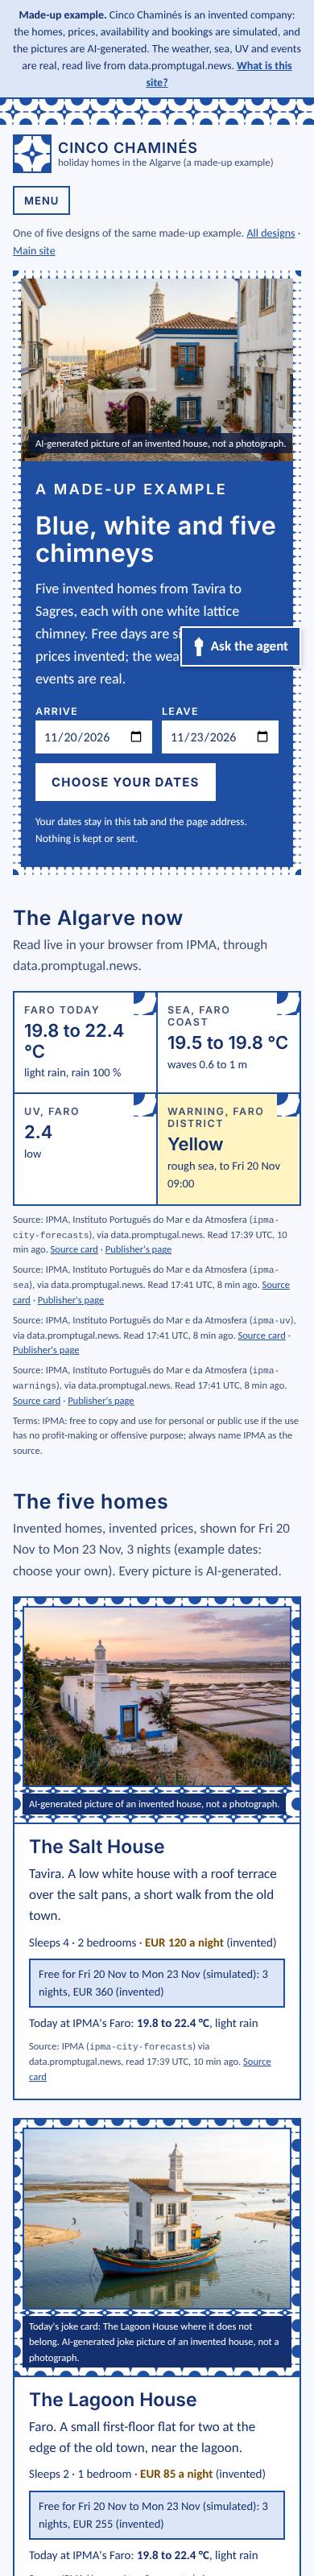 Made-up example. Cinco Chaminés is an invented company:
the homes, prices, availability and bookings are simulated, and
the pictures are AI-generated. The weather, sea, UV and events
are real, read live from data.promptugal.news. What is this
site?
CINCO CHAMINÉS
holiday homes in the Algarve (a made-up example)
MENU
One of five designs of the same made-up example. All designs ·
Main site
AI-generated picture of an invented house, not a photograph.
A MADE-UP EXAMPLE
Blue, white and five
chimneys
Five invented homes from Tavira to
Sagres, each with one white lattice
chimney. Free days are si
prices invented; the wea
events are real.
Ask the agent
ARRIVE
LEAVE
11/20/2026
11/23/2026
CHOOSE YOUR DATES
Your dates stay in this tab and the page address.
Nothing is kept or sent.
The Algarve now
Read live in your browser from IPMA, through
data.promptugal.news.
FARO TODAY
19.8 to 22.4
°C
light rain, rain 100 %
SEA, FARO
COAST
19.5 to 19.8 °C
waves 0.6 to 1 m
UV, FARO
2.4
low
WARNING, FARO
DISTRICT
Yellow
rough sea, to Fri 20 Nov
09:00
Source: IPMA, Instituto Português do Mar e da Atmosfera (ipma-
city-forecasts), via data.promptugal.news. Read 17:39 UTC, 10
min ago. Source card · Publisher's page
Source: IPMA, Instituto Português do Mar e da Atmosfera (ipma-
sea), via data.promptugal.news. Read 17:41 UTC, 8 min ago. Source
card · Publisher's page
Source: IPMA, Instituto Português do Mar e da Atmosfera (ipma-uv),
via data.promptugal.news. Read 17:41 UTC, 8 min ago. Source card ·
Publisher's page
Source: IPMA, Instituto Português do Mar e da Atmosfera (ipma-
warnings), via data.promptugal.news. Read 17:41 UTC, 8 min ago.
Source card · Publisher's page
Terms: IPMA: free to copy and use for personal or public use if the use
has no profit-making or offensive purpose; always name IPMA as the
source.
The five homes
Invented homes, invented prices, shown for Fri 20
Nov to Mon 23 Nov, 3 nights (example dates:
choose your own). Every picture is AI-generated.
AI-generated picture of an invented house, not a photograph.
The Salt House
Tavira. A low white house with a roof terrace
over the salt pans, a short walk from the old
town.
Sleeps 4 · 2 bedrooms · EUR 120 a night (invented)
Free for Fri 20 Nov to Mon 23 Nov (simulated): 3
nights, EUR 360 (invented)
Today at IPMA's Faro: 19.8 to 22.4 °C, light rain
Source: IPMA (ipma-city-forecasts) via
data.promptugal.news, read 17:39 UTC, 10 min ago. Source
card
Today's joke card: The Lagoon House where it does not
belong. AI-generated joke picture of an invented house, not a
photograph.
The Lagoon House
Faro. A small first-floor flat for two at the
edge of the old town, near the lagoon.
Sleeps 2 · 1 bedroom · EUR 85 a night (invented)
Free for Fri 20 Nov to Mon 23 Nov (simulated): 3
nights, EUR 255 (invented)
Today at IPMA's Faro: 19.8 to 22.4 °C, light rain